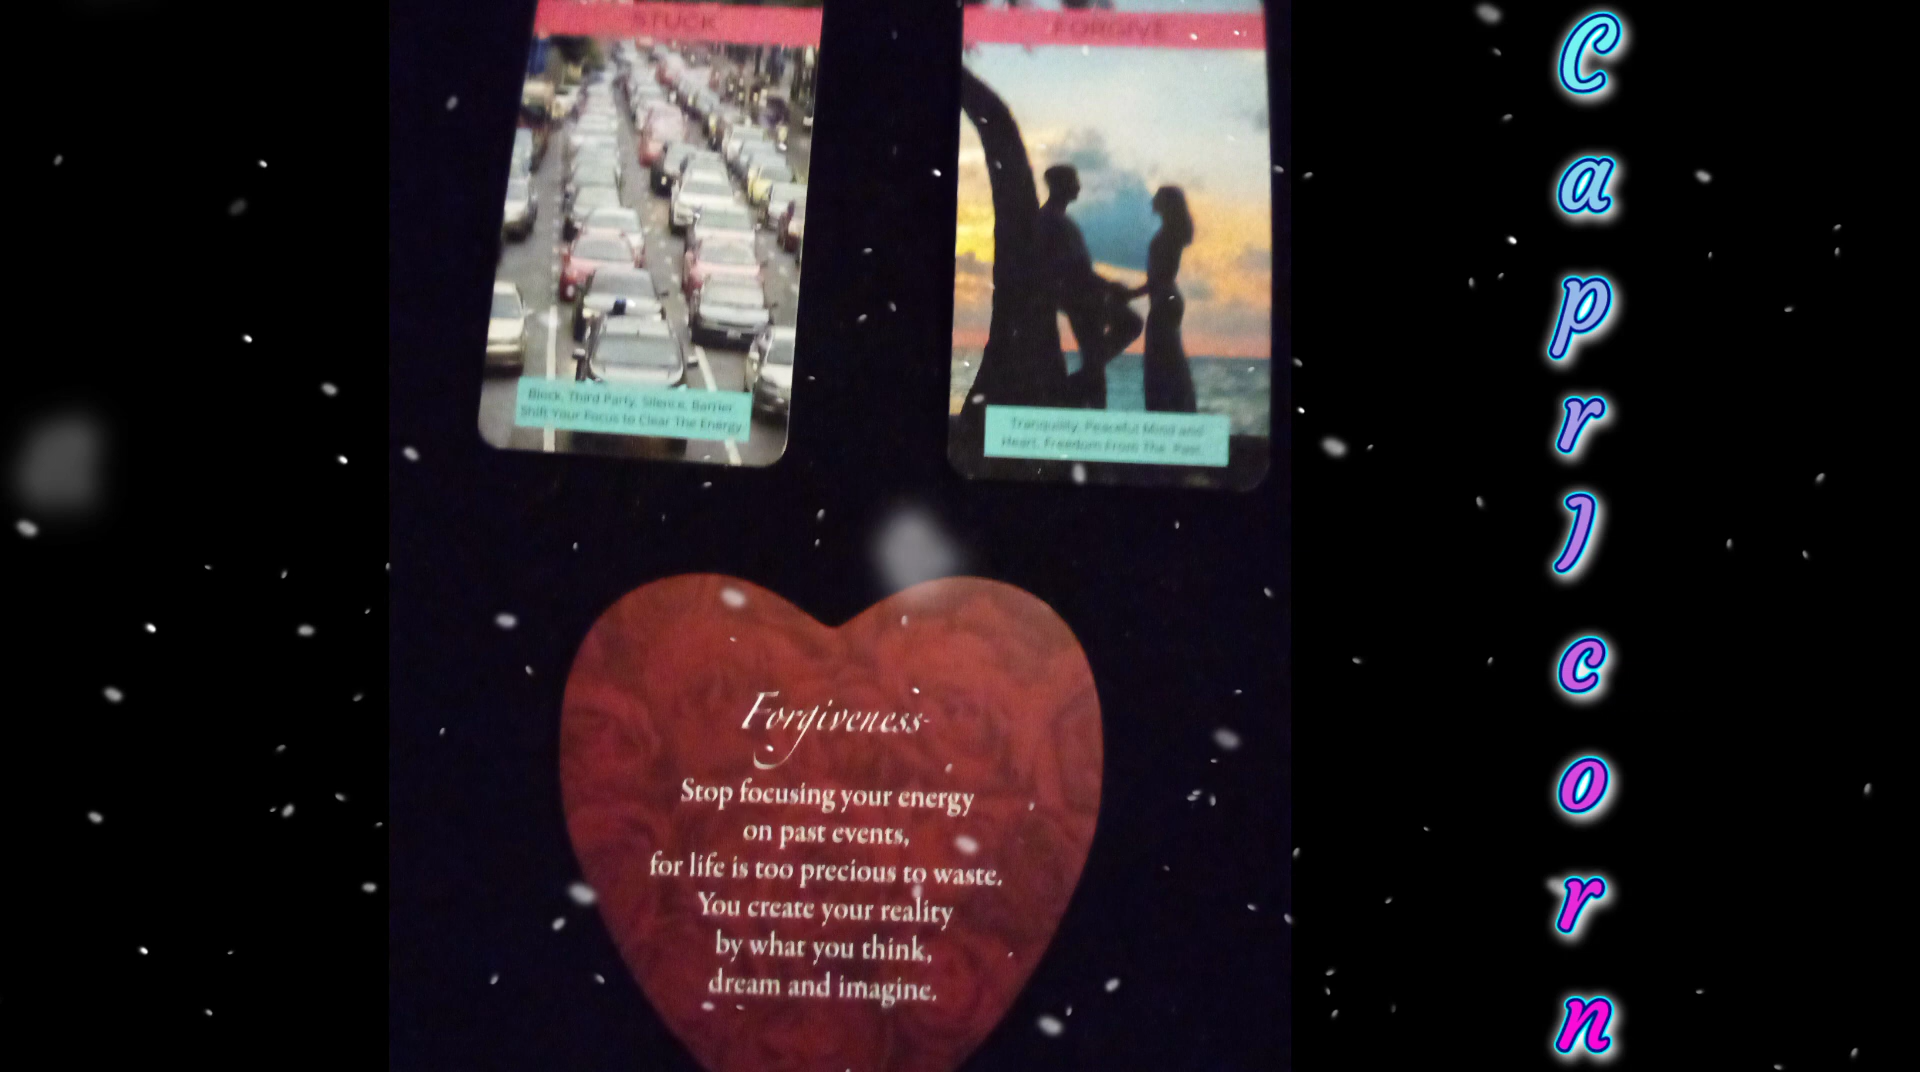 STUCK
Block, Third Party, Silence, Barrier.
Shift Your Focus to Clear The Energy
FORGIVE
Tranquility, Peaceful Mind and
Heart, Freedom From The Past.
Forgiveness
Stop focusing your energy
on past events,
for life is too precious to waste.
You create your reality
by what you think,
dream and imagine.
Capricorn